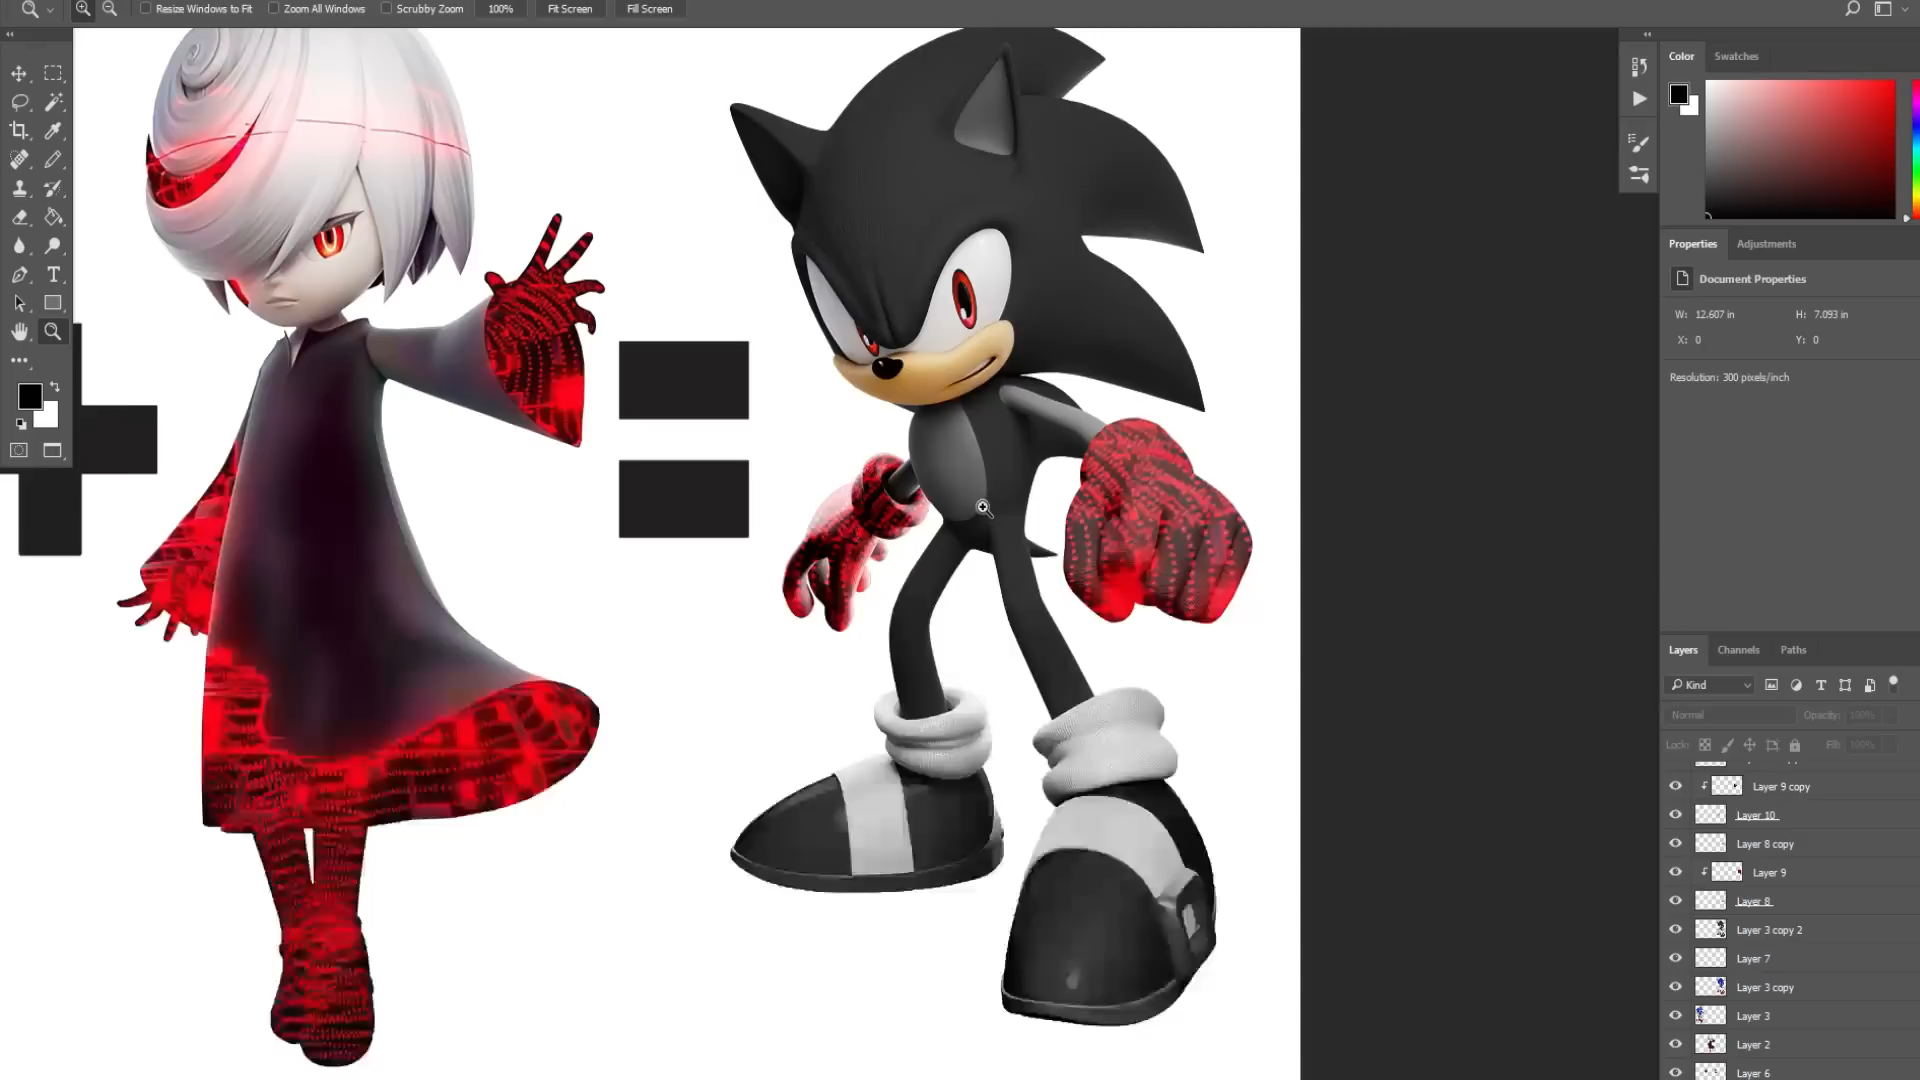 Resize Windows to Fit Zoom All Windows Scrubby Zoom 100% Fit Screen Fill Screen
Color Swatches
Properties Adjustments
Document Properties
W: 12.607 in H: 7.093 in
X: 0 Y: 0
Resolution: 300 pixels/inch
Layers Channels Paths
Kind
Normal Opacity: 100%
Lock: Fill: 100%
Layer 9 copy
Layer 10
Layer 8 copy
Layer 9
Layer 8
Layer 3 copy 2
Layer 7
Layer 3 copy
Layer 3
Layer 2
Layer 6